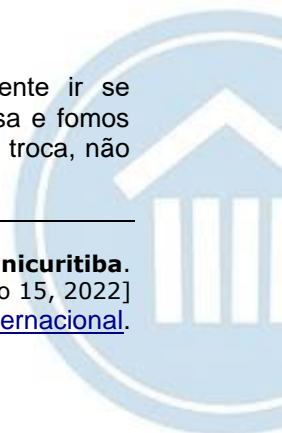 ente ir se
sa e fomos
troca, não
nicuritiba.
o 15, 2022]
ernacional.